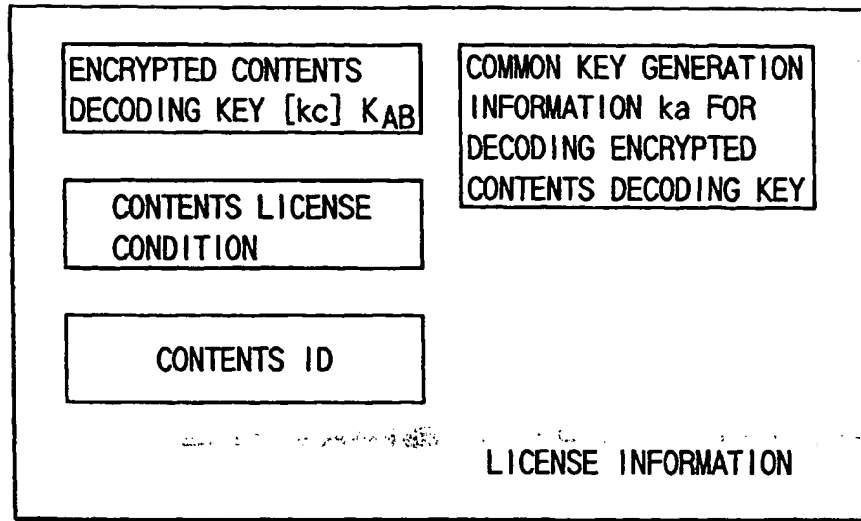 ENCRYPTED CONTENTS
DECODING KEY [kc] KAB
COMMON KEY GENERATION
INFORMATION ka FOR
DECODING ENCRYPTED
CONTENTS DECODING KEY
CONTENTS LICENSE
CONDITION
CONTENTS ID
LICENSE INFORMATION